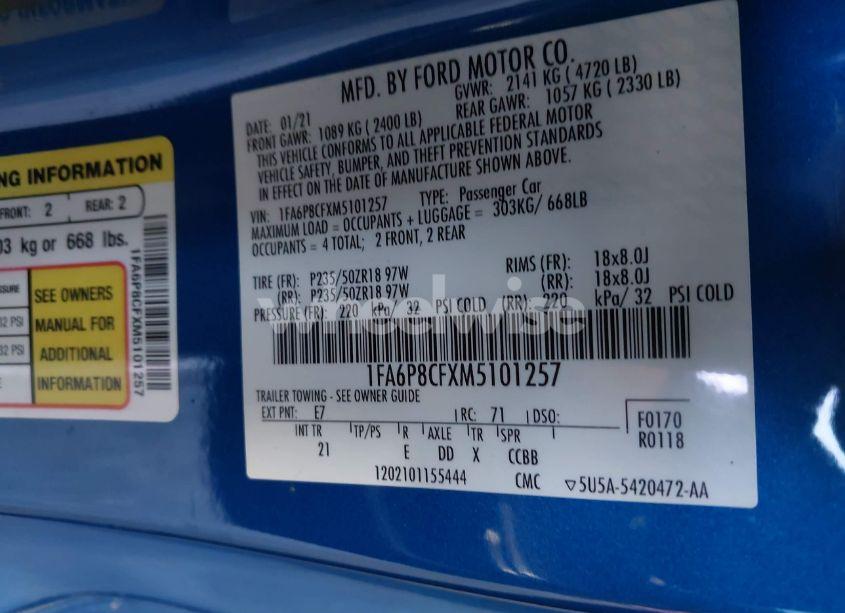 NG INFORMATION
FRONT: 2 REAR: 2
03 kg or 668 lbs.
SSURE
32 PSI
32 PSI
SEE OWNERS
MANUAL FOR
ADDITIONAL
INFORMATION
1FA6P8CFXM5101257
MFD. BY FORD MOTOR CO.
DATE: 01/21 GVWR: 2141 KG ( 4720 LB)
FRONT GAWR: 1089 KG ( 2400 LB) REAR GAWR: 1057 KG ( 2330 LB)
THIS VEHICLE CONFORMS TO ALL APPLICABLE FEDERAL MOTOR
VEHICLE SAFETY, BUMPER, AND THEFT PREVENTION STANDARDS
IN EFFECT ON THE DATE OF MANUFACTURE SHOWN ABOVE.
VIN: 1FA6P8CFXM5101257 TYPE: Passenger Car
MAXIMUM LOAD = OCCUPANTS + LUGGAGE = 303KG/ 668LB
OCCUPANTS = 4 TOTAL; 2 FRONT, 2 REAR
TIRE (FR): P235/50ZR18 97W RIMS (FR): 18x8.0J
(RR): P235/50ZR18 97W (RR): 18x8.0J
PRESSURE (FR): 220 kPa/ 32 PSI COLD (RR): 220 kPa/ 32 PSI COLD
wheelwise
1FA6P8CFXM5101257
TRAILER TOWING - SEE OWNER GUIDE
EXT PNT: E7 RC: 71 DSO:
F0170
R0118
INT TR TP/PS R AXLE TR SPR
21 E DD X CCBB
1202101155444 CMC ▽5U5A-5420472-AA